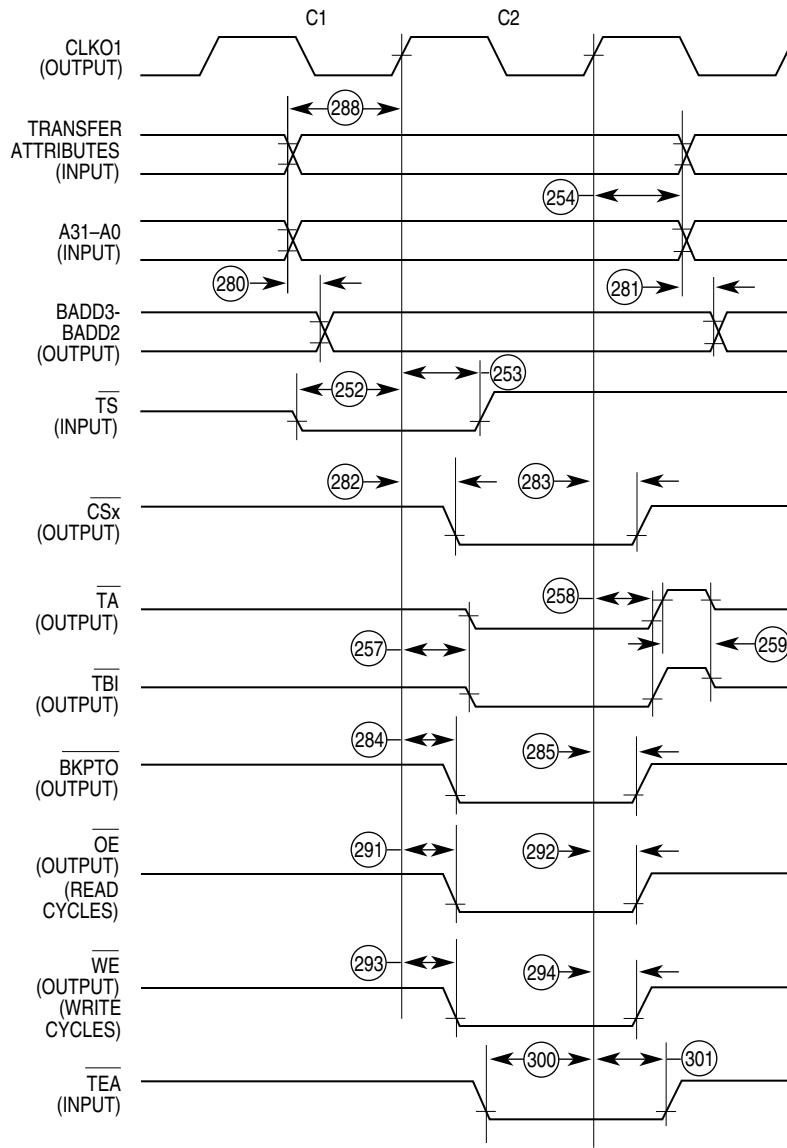 C1 C2
CLKO1
(OUTPUT)
288
TRANSFER
ATTRIBUTES
(INPUT)
254
A31–A0
(INPUT)
280 281
BADD3-
BADD2
(OUTPUT)
252 253
TS
(INPUT)
282 283
CSx
(OUTPUT)
258
TA
(OUTPUT)
257 259
TBI
(OUTPUT)
284 285
BKPTO
(OUTPUT)
OE
291 292
(OUTPUT)
(READ
CYCLES)
293 294
WE
(OUTPUT)
(WRITE
CYCLES)
300 301
TEA
(INPUT)